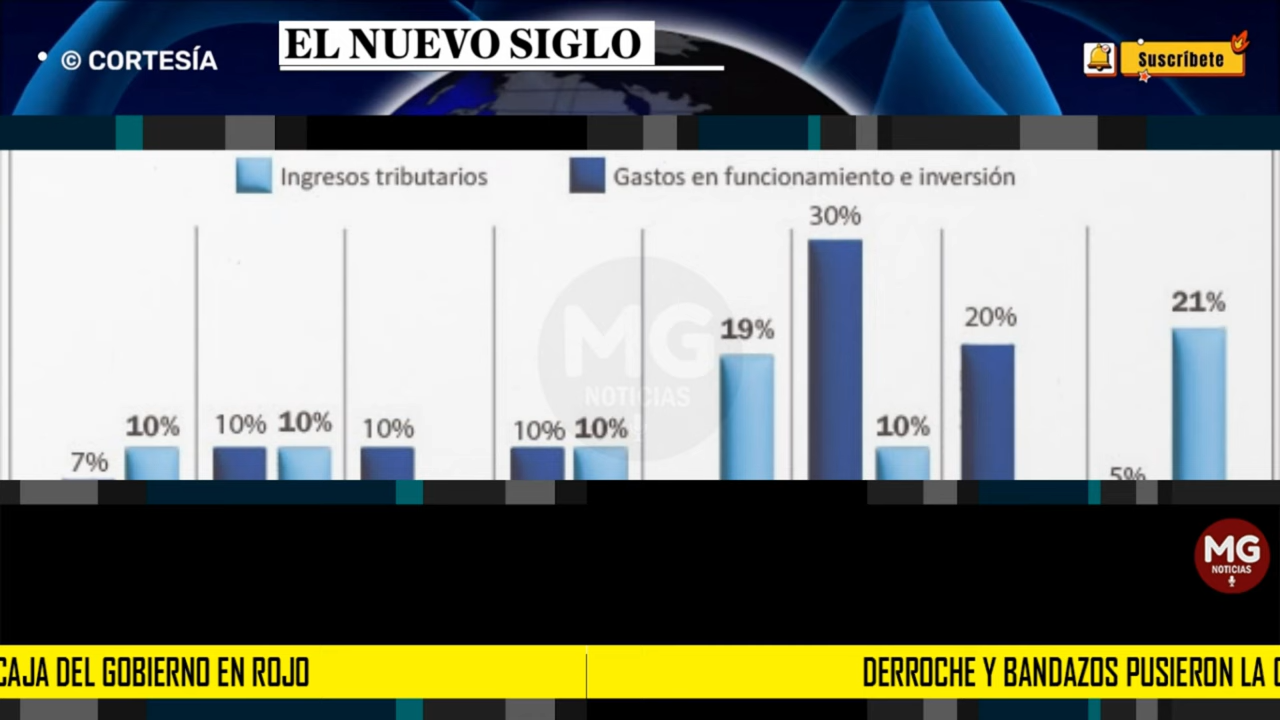 © CORTESÍA
EL NUEVO SIGLO
Suscríbete
Ingresos tributarios
Gastos en funcionamiento e inversión
30%
19%
20%
21%
10%
10%
10%
10%
10%
10%
10%
7%
5%
MG
NOTICIAS
MG
NOTICIAS
CAJA DEL GOBIERNO EN ROJO
DERROCHE Y BANDAZOS PUSIERON LA C